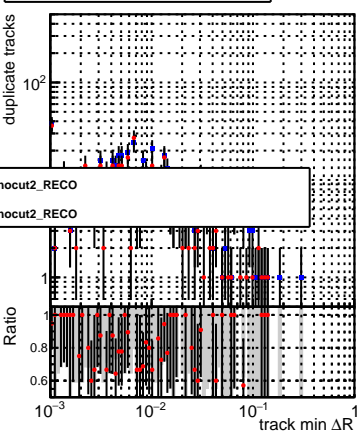 duplicate tracks
10²
nocut2_RECO
nocut2_RECO
1
Ratio
1
0.8
0.6
10⁻³ 10⁻² 10⁻¹ 1
track min ΔR